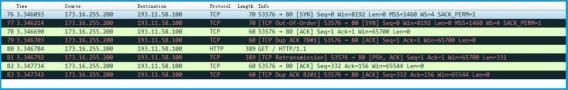 Time Source Destination Protocol Length Info
76 3.346093 173.16.255.200 193.11.58.100 TCP 70 53576 → 80 [SYN] Seq=0 Win=8192 Len=0 MSS=1460 WS=4 SACK_PERM=1
77 3.346214 173.16.255.200 193.11.58.100 TCP 70 [TCP Out-Of-Order] 53576 → 80 [SYN] Seq=0 Win=8192 Len=0 MSS=1460 WS=4 SACK_PERM=1
78 3.346690 173.16.255.200 193.11.58.100 TCP 60 53576 → 80 [ACK] Seq=1 Ack=1 Win=65700 Len=0
79 3.346703 173.16.255.200 193.11.58.100 TCP 60 [TCP Dup ACK 78#1] 53576 → 80 [ACK] Seq=1 Ack=1 Win=65700 Len=0
80 3.346784 173.16.255.200 193.11.58.100 HTTP 389 GET / HTTP/1.1
81 3.346795 173.16.255.200 193.11.58.100 TCP 389 [TCP Retransmission] 53576 → 80 [PSH, ACK] Seq=1 Ack=1 Win=65700 Len=331
82 3.347733 173.16.255.200 193.11.58.100 TCP 60 53576 → 80 [ACK] Seq=332 Ack=156 Win=65544 Len=0
83 3.347743 173.16.255.200 193.11.58.100 TCP 60 [TCP Dup ACK 82#1] 53576 → 80 [ACK] Seq=332 Ack=156 Win=65544 Len=0